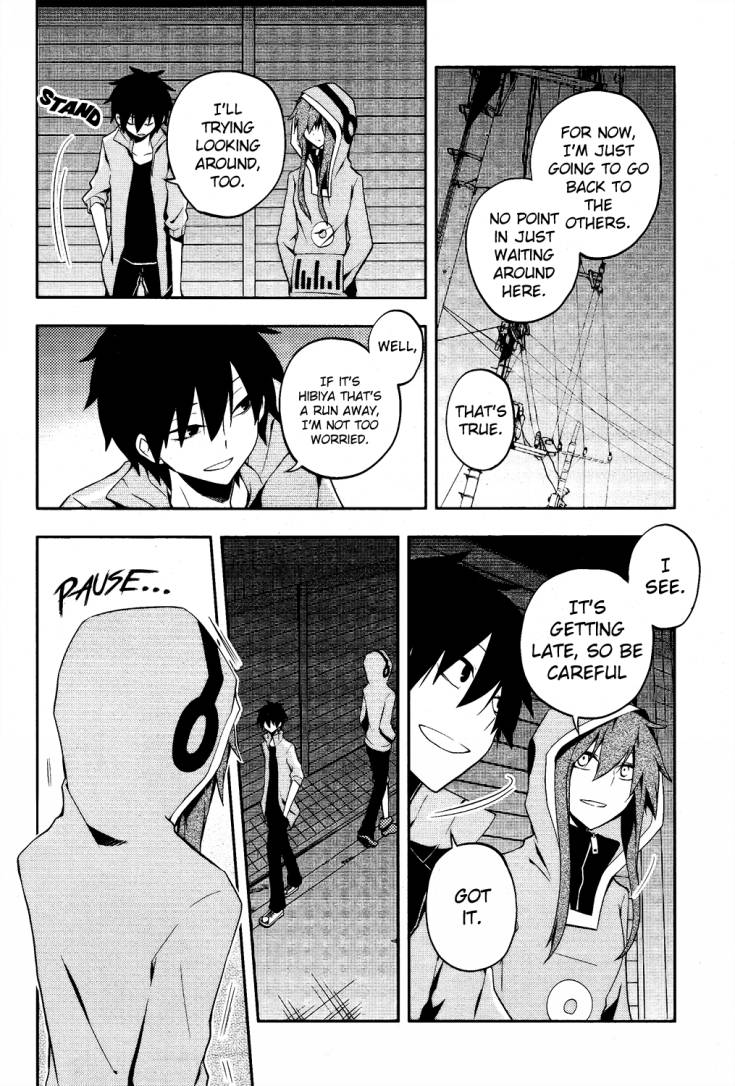 FOR NOW,
I'M JUST
GOING TO GO
BACK TO
THE
OTHERS.
NO POINT
IN JUST
WAITING
AROUND
HERE.
THAT'S
TRUE.
STAND
I'LL
TRYING
LOOKING
AROUND,
TOO.
WELL,
IF IT'S
HIBIYA THAT'S
A RUN AWAY,
I'M NOT TOO
WORRIED.
I
SEE.
IT'S
GETTING
LATE, SO BE
CAREFUL
GOT
IT.
PAUSE...